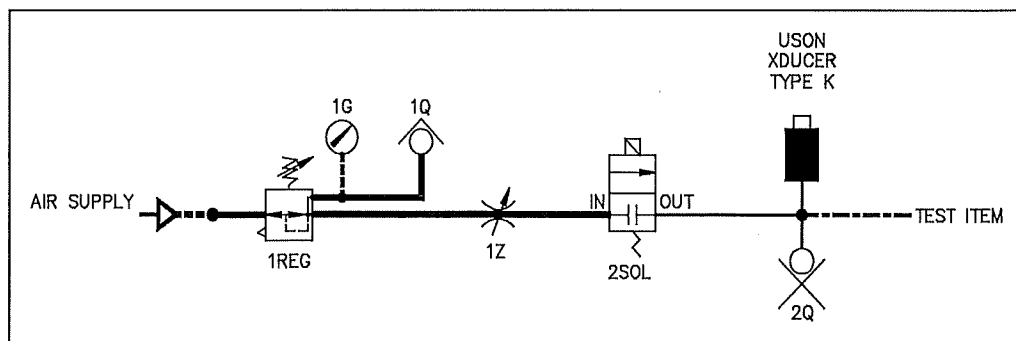 USON
XDUCER
TYPE K
1G
1Q
AIR SUPPLY
IN
OUT
TEST ITEM
1REG
1Z
2SOL
2Q